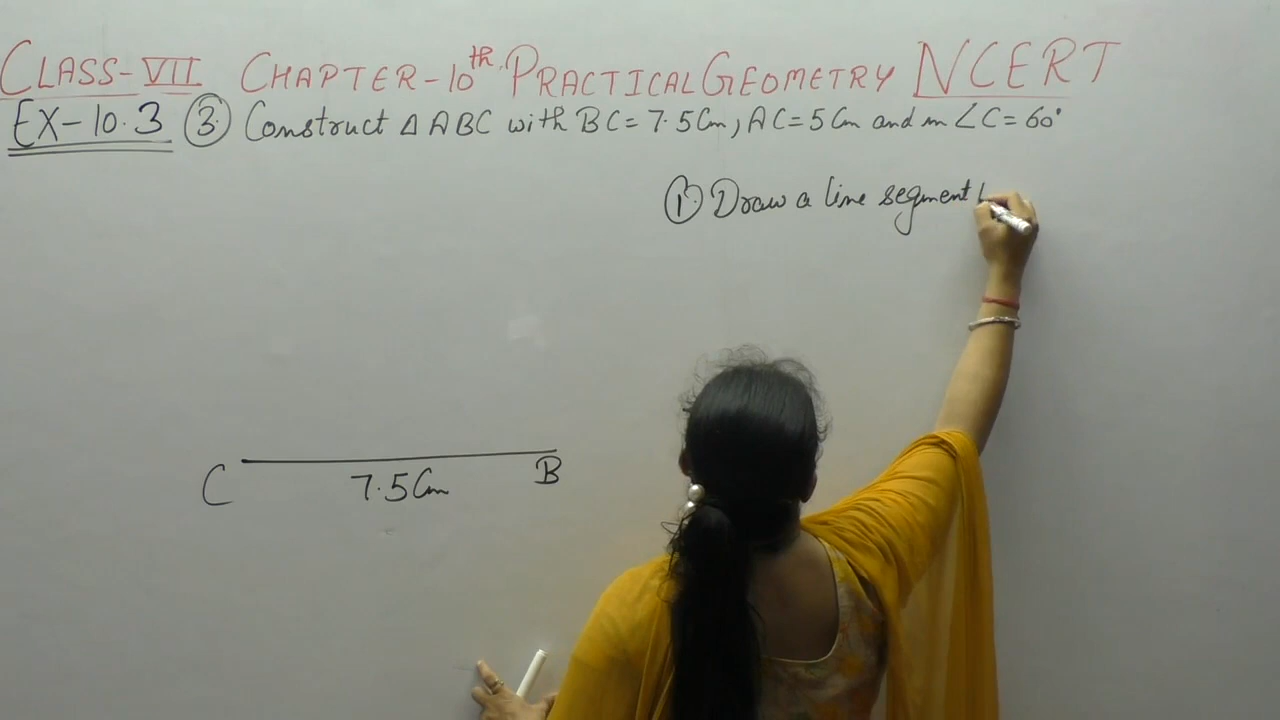 CLASS-VII CHAPTER-10th. PRACTICAL GEOMETRY NCERT
EX-10.3 ③. Construct Δ ABC with BC = 7.5 Cm, AC = 5 Cm and m ∠C = 60°
①. Draw a line segment
C 7.5 Cm B